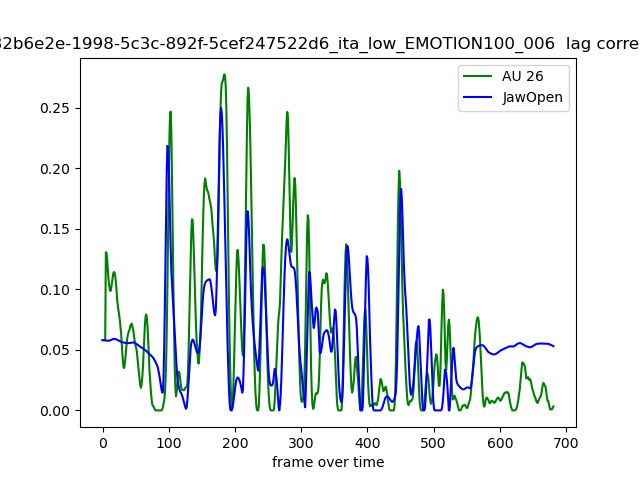 32b6e2e-1998-5c3c-892f-5cef247522d6_ita_low_EMOTION100_006 lag corre
AU 26
JawOpen
0.25
0.20
0.15
0.10
0.05
0.00
0 100 200 300 400 500 600 700
frame over time